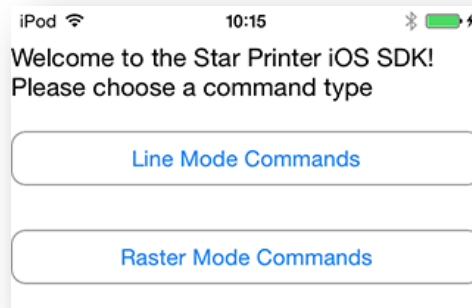 iPod 10:15
Welcome to the Star Printer iOS SDK!
Please choose a command type
Line Mode Commands
Raster Mode Commands